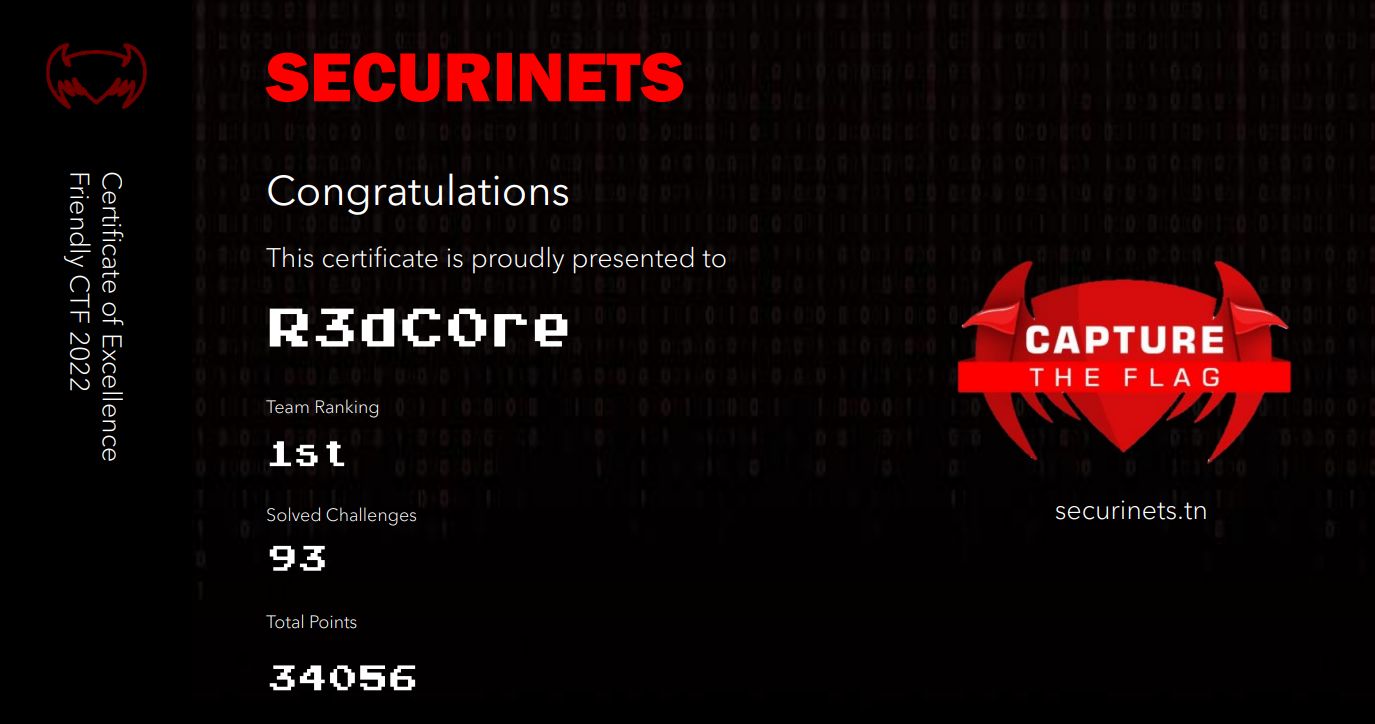 SECURINETS
Certificate of Excellence
Friendly CTF 2022
Congratulations
This certificate is proudly presented to
R3dC0re
Team Ranking
1st
Solved Challenges
93
Total Points
34056
CAPTURE
THE FLAG
securinets.tn